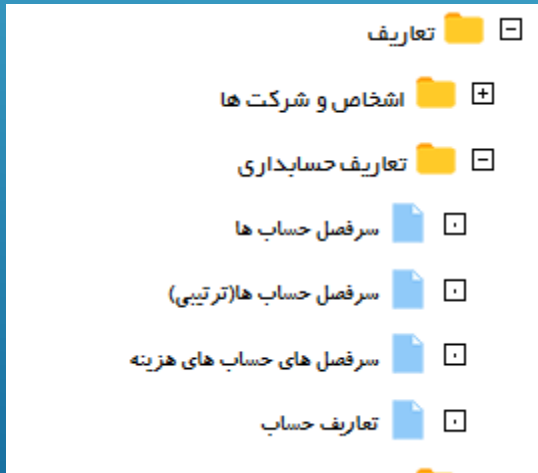 تعاریف
اشخاص و شرکت ها
تعاریف حسابداری
سرفصل حساب ها
سرفصل حساب ها(ترتیبی)
سرفصل های حساب های هزینه
تعاریف حساب